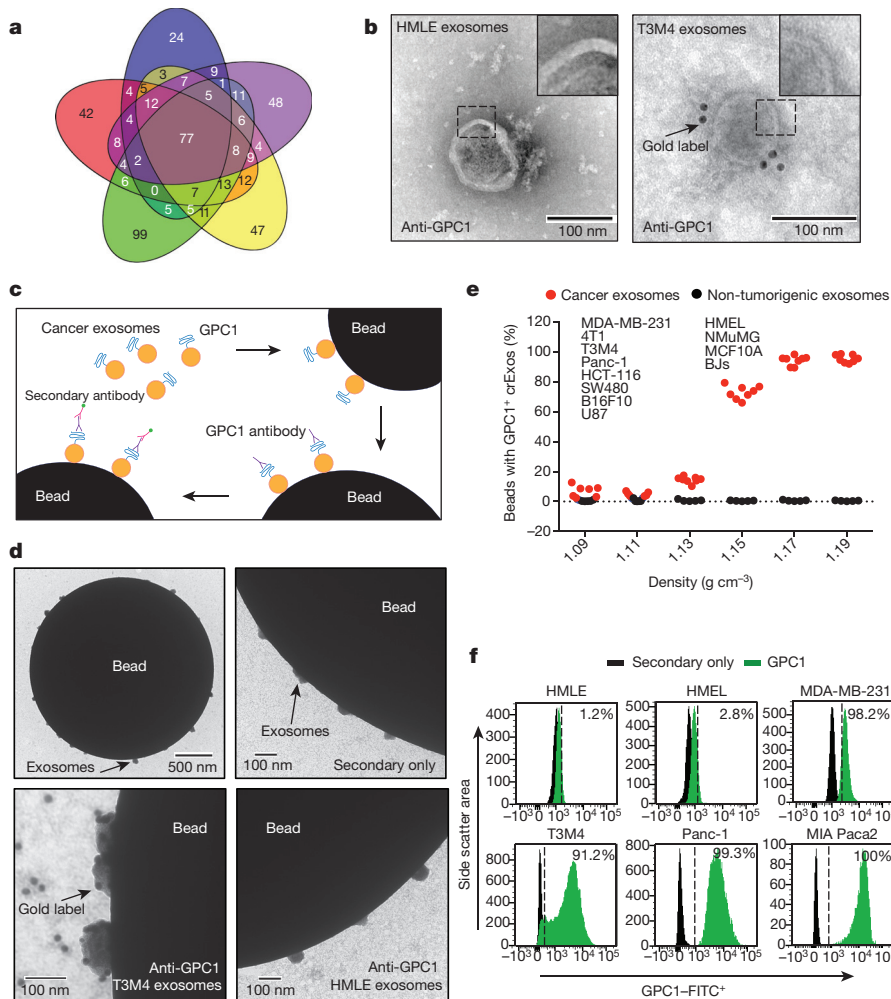 a
24
3
9
7
1
4
5
11
48
42
12
5
4
6
77
8
4
8
9
2
4
6
7
13
12
0
5
5
11
99
47
b
HMLE exosomes
Anti-GPC1
100 nm
T3M4 exosomes
Gold label
Anti-GPC1
100 nm
c
Cancer exosomes
GPC1
Bead
Secondary antibody
GPC1 antibody
Bead
Bead
d
Bead
Exosomes
500 nm
Bead
Exosomes
100 nm
Secondary only
Bead
Gold label
100 nm
Anti-GPC1
T3M4 exosomes
Bead
100 nm
Anti-GPC1
HMLE exosomes
e
Cancer exosomes
Non-tumorigenic exosomes
Beads with GPC1⁺ crExos (%)
120
100
80
60
40
20
0
−20
MDA-MB-231
4T1
T3M4
Panc-1
HCT-116
SW480
B16F10
U87
HMEL
NMuMG
MCF10A
BJs
1.09
1.11
1.13
1.15
1.17
1.19
Density (g cm⁻³)
f
Secondary only
GPC1
Side scatter area
HMLE
1.2%
400
300
200
100
0
−10³ 10³ 10⁴ 10⁵
HMEL
2.8%
500
400
300
200
100
0
−10³ 10³ 10⁴ 10⁵
MDA-MB-231
98.2%
500
400
300
200
100
0
−10³ 10³ 10⁴ 10⁵
T3M4
91.2%
800
600
400
200
0
−10³ 10³ 10⁴ 10⁵
Panc-1
99.3%
800
600
400
200
0
−10³ 10³ 10⁴ 10⁵
MIA Paca2
100%
100
80
60
40
20
0
−10³ 10³ 10⁴ 10⁵
GPC1–FITC⁺